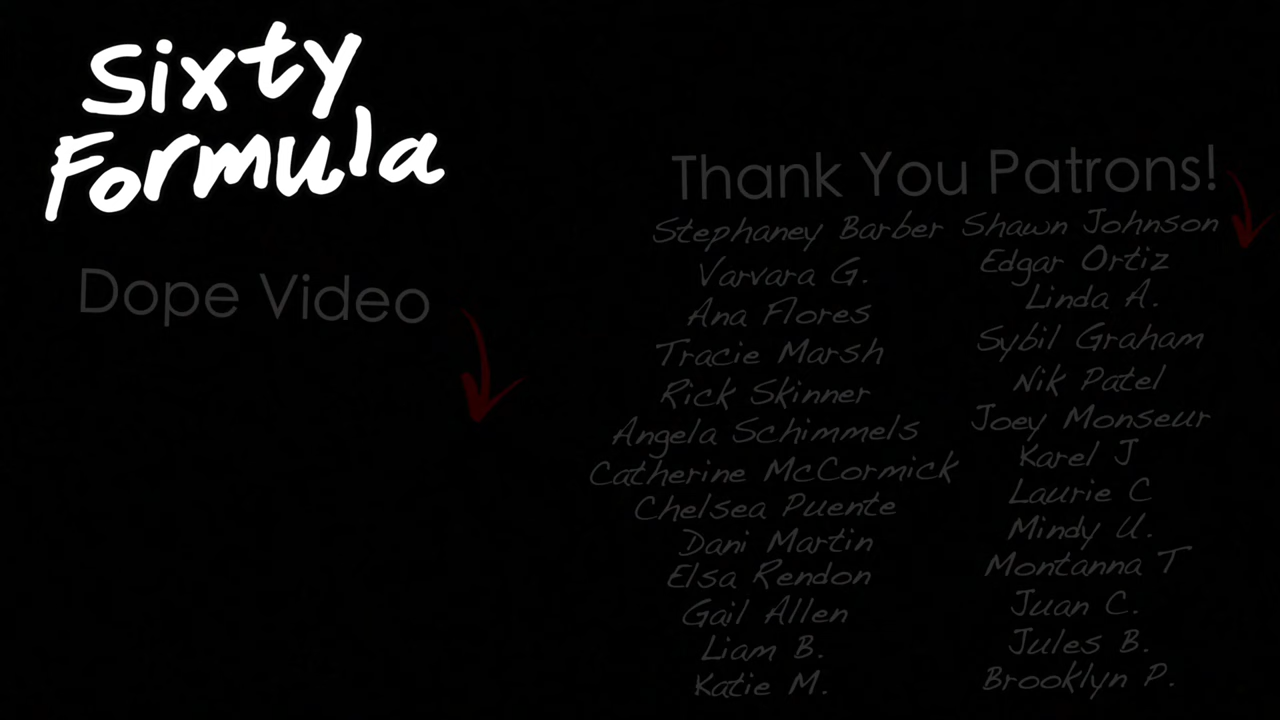 Sixty
Formula
Dope Video
Thank You Patrons!
Stephaney Barber
Varvara G.
Ana Flores
Tracie Marsh
Rick Skinner
Angela Schimmels
Catherine McCormick
Chelsea Puente
Dani Martin
Elsa Rendon
Gail Allen
Liam B.
Katie M.
Shawn Johnson
Edgar Ortiz
Linda A.
Sybil Graham
Nik Patel
Joey Monseur
Karel J
Laurie C
Mindy U.
Montanna T
Juan C.
Jules B.
Brooklyn P.